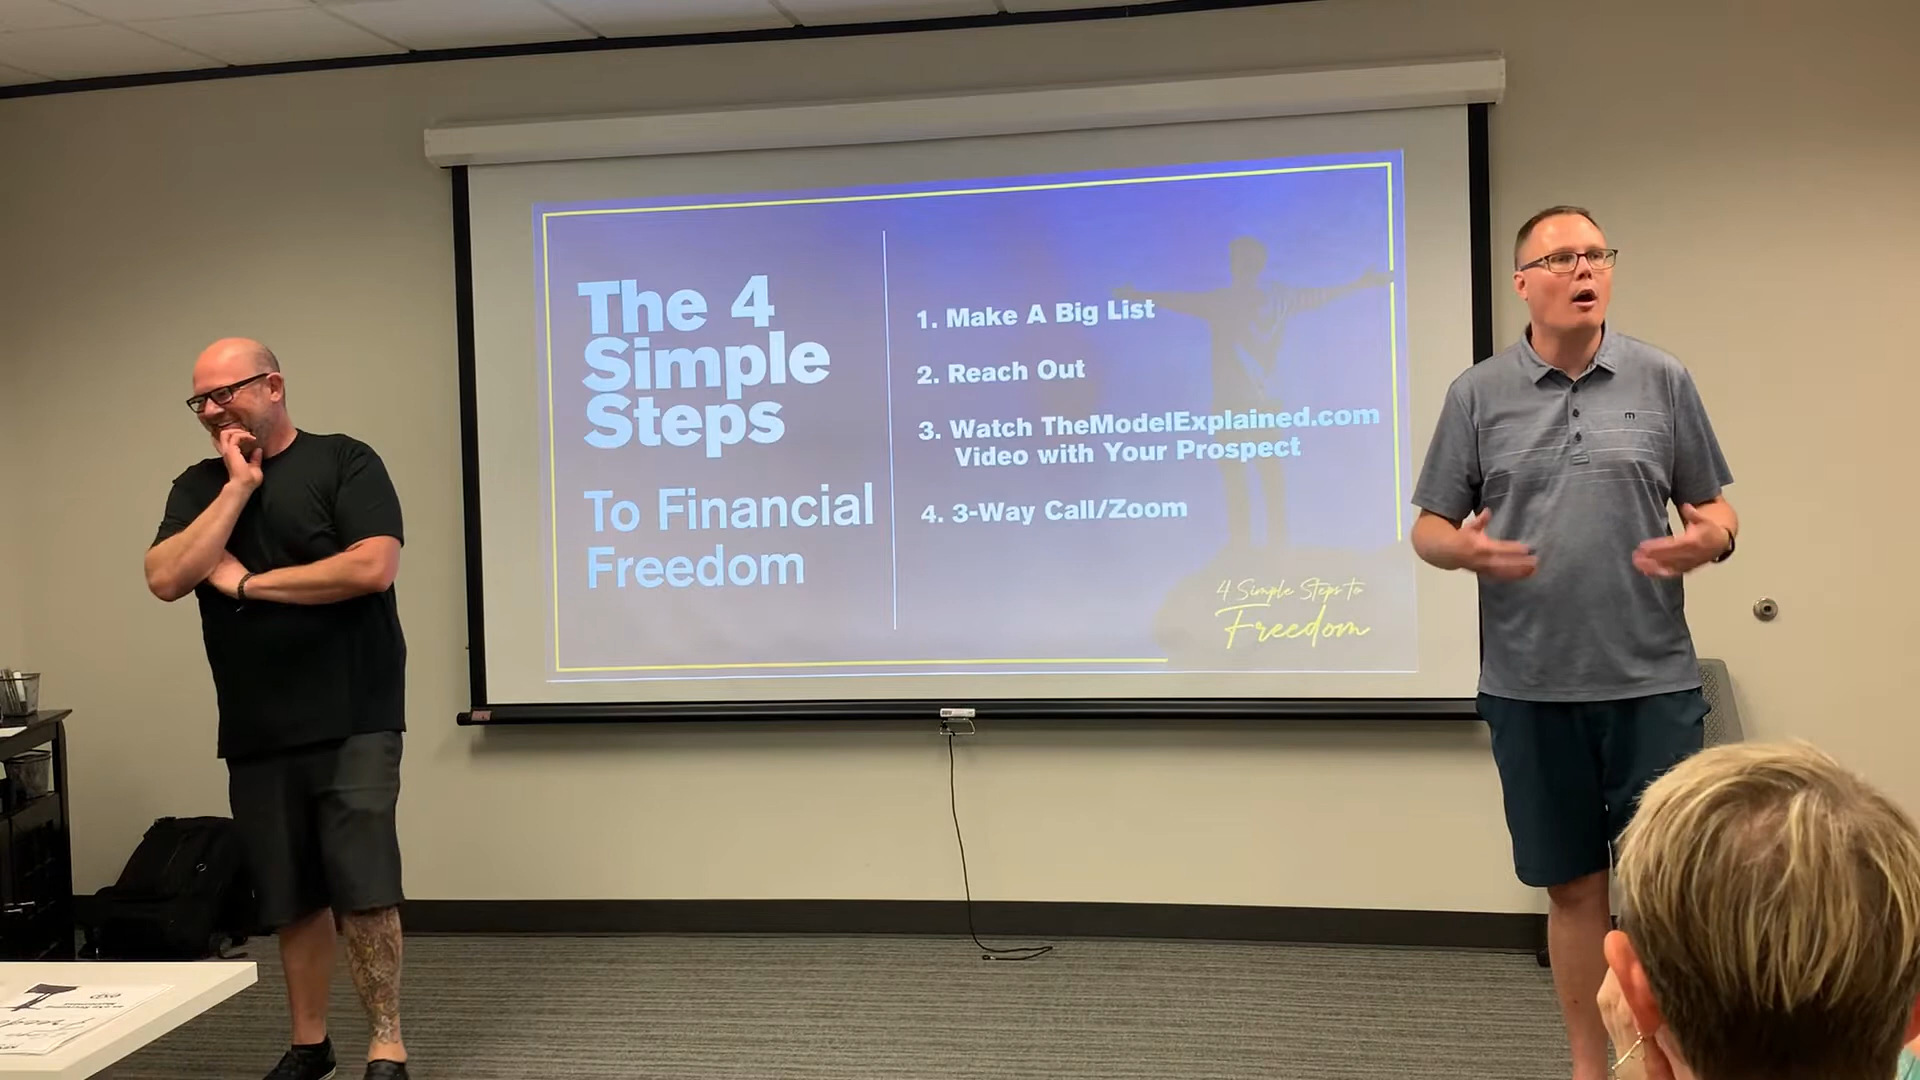 The 4
Simple
Steps
To Financial
Freedom
1. Make A Big List
2. Reach Out
3. Watch TheModelExplained.com
Video with Your Prospect
4. 3-Way Call/Zoom
4 Simple Steps to
Freedom